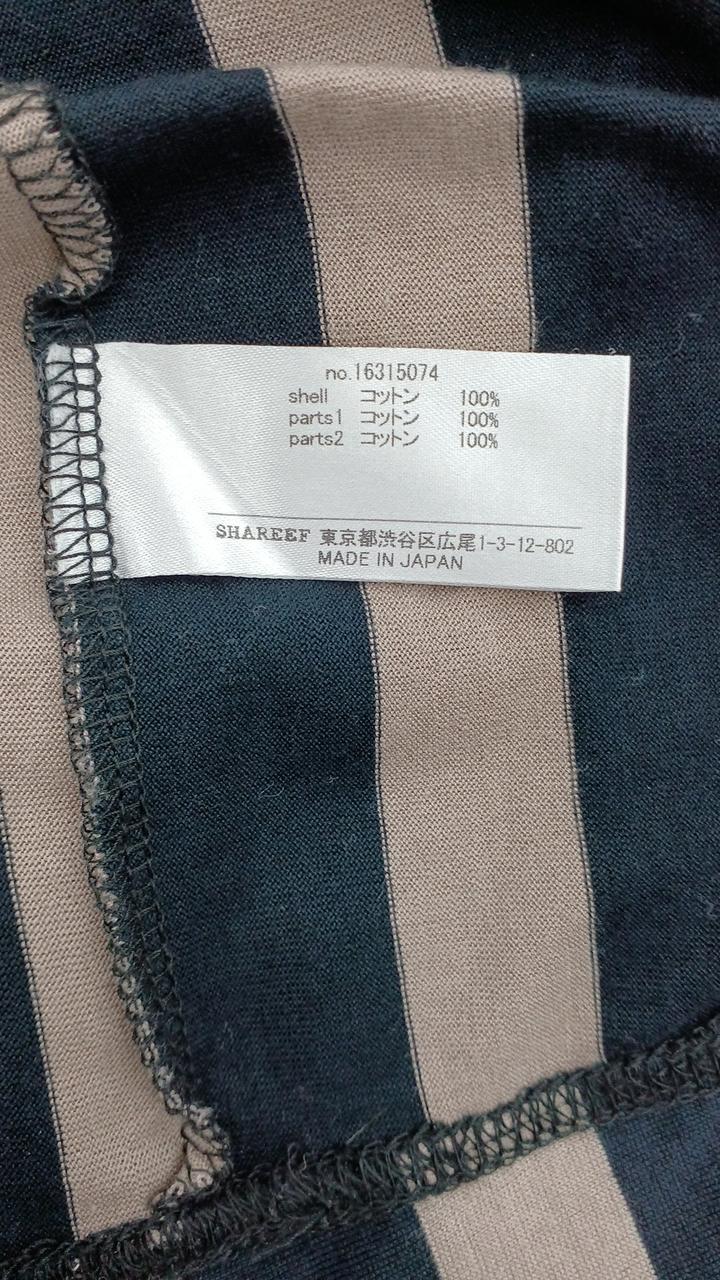 no.16315074
shell コットン 100%
parts1 コットン 100%
parts2 コットン 100%
SHAREEF 東京都渋谷区広尾1-3-12-802
MADE IN JAPAN